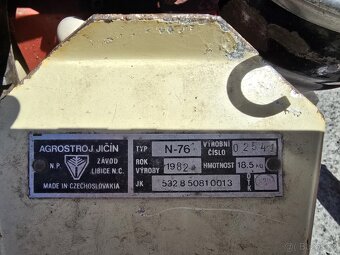 AGROSTROJ JIČÍN
N.P. ZÁVOD
LIBICE N.C.
MADE IN CZECHOSLOVAKIA
TYP N-76 VÝROBNÍ ČÍSLO
ROK VÝROBY 1982 HMOTNOST 18,5 KG
JK 532 8 5081 0013